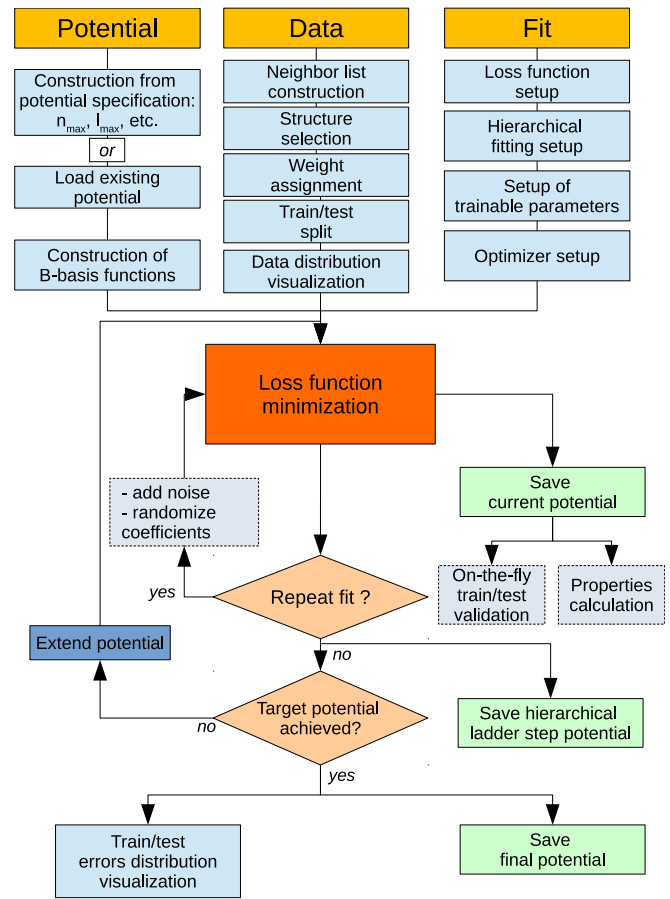 Potential
Construction from
potential specification:
n_max, l_max, etc.
or
Load existing
potential
Construction of
B-basis functions
Data
Neighbor list
construction
Structure
selection
Weight
assignment
Train/test
split
Data distribution
visualization
Fit
Loss function
setup
Hierarchical
fitting setup
Setup of
trainable parameters
Optimizer setup
Loss function
minimization
- add noise
- randomize
coefficients
Save
current potential
On-the-fly
train/test
validation
Properties
calculation
yes
Repeat fit ?
Extend potential
no
Target potential
achieved?
no
Save hierarchical
ladder step potential
yes
Train/test
errors distribution
visualization
Save
final potential